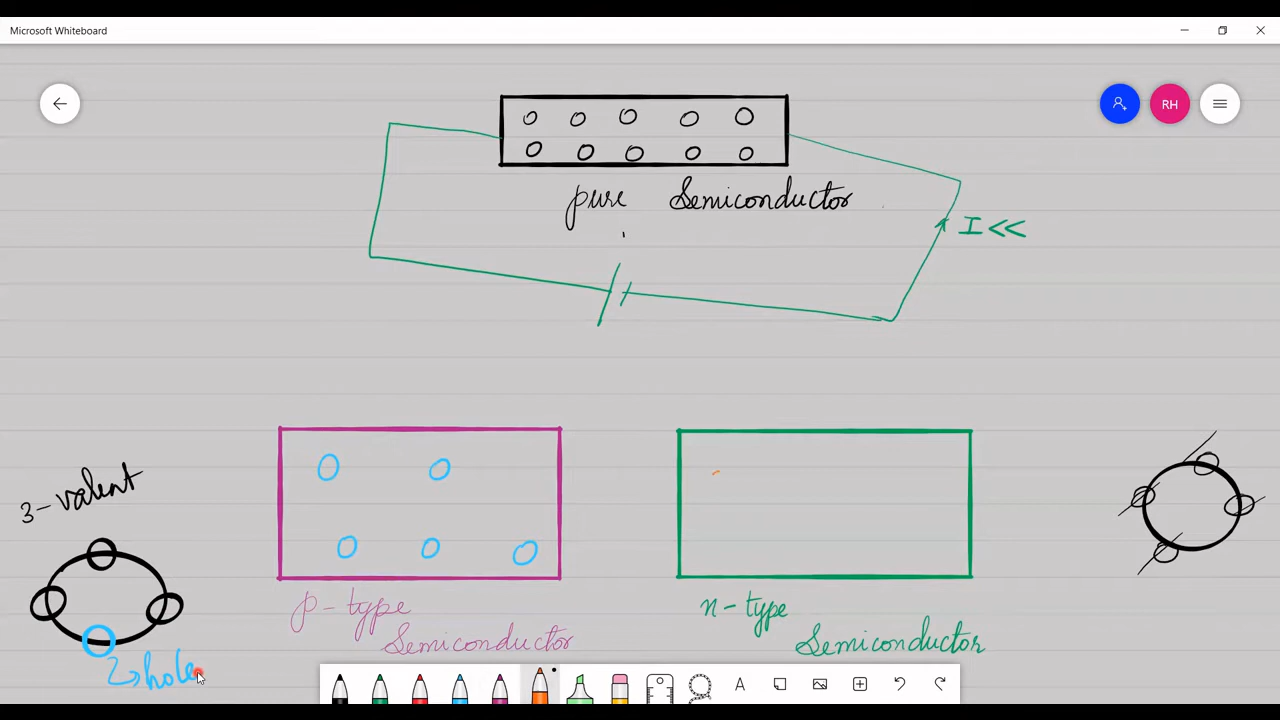 Microsoft Whiteboard
RH
pure Semiconductor
I<<
3-valent
p-type
Semiconductor
n-type
Semiconductor
hole
A